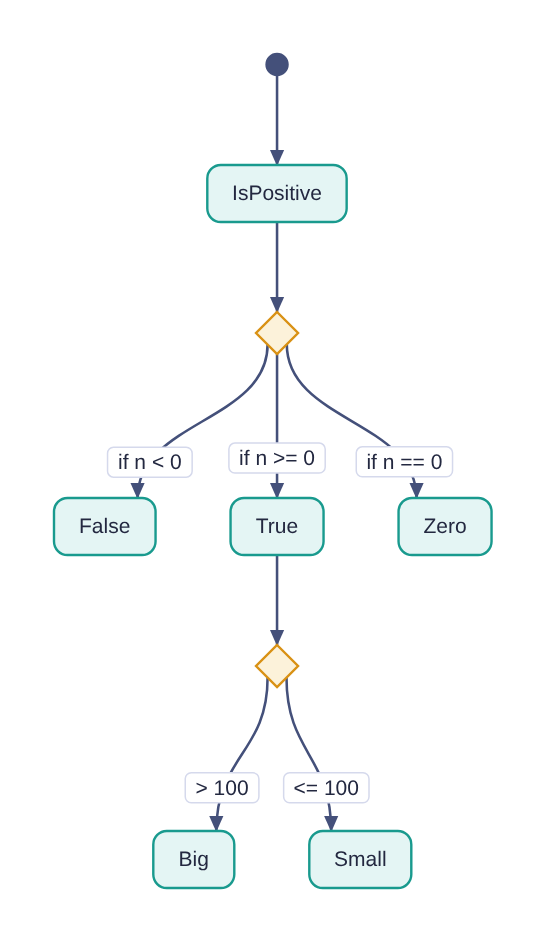 IsPositive
if n < 0
if n >= 0
if n == 0
False
True
Zero
> 100
<= 100
Big
Small